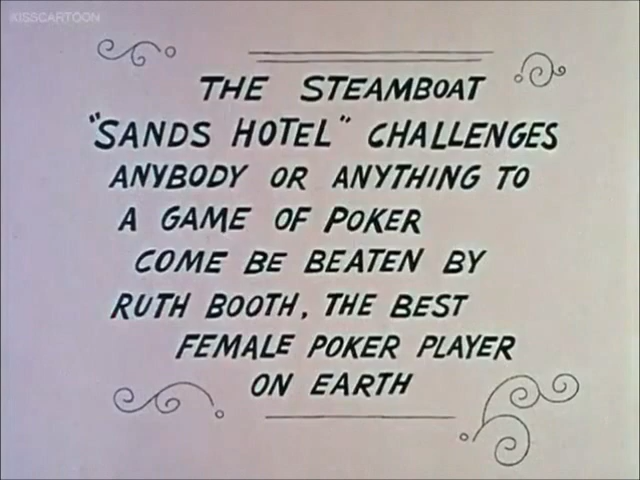 KISSCARTOON
THE STEAMBOAT
"SANDS HOTEL" CHALLENGES
ANYBODY OR ANYTHING TO
A GAME OF POKER
COME BE BEATEN BY
RUTH BOOTH, THE BEST
FEMALE POKER PLAYER
ON EARTH